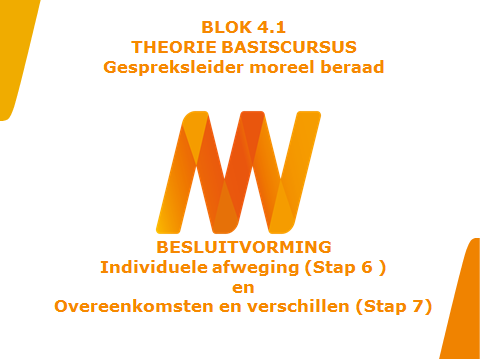 BLOK 4.1
THEORIE BASISCURSUS
Gespreksleider moreel beraad
BESLUITVORMING
Individuele afweging (Stap 6 )
en
Overeenkomsten en verschillen (Stap 7)